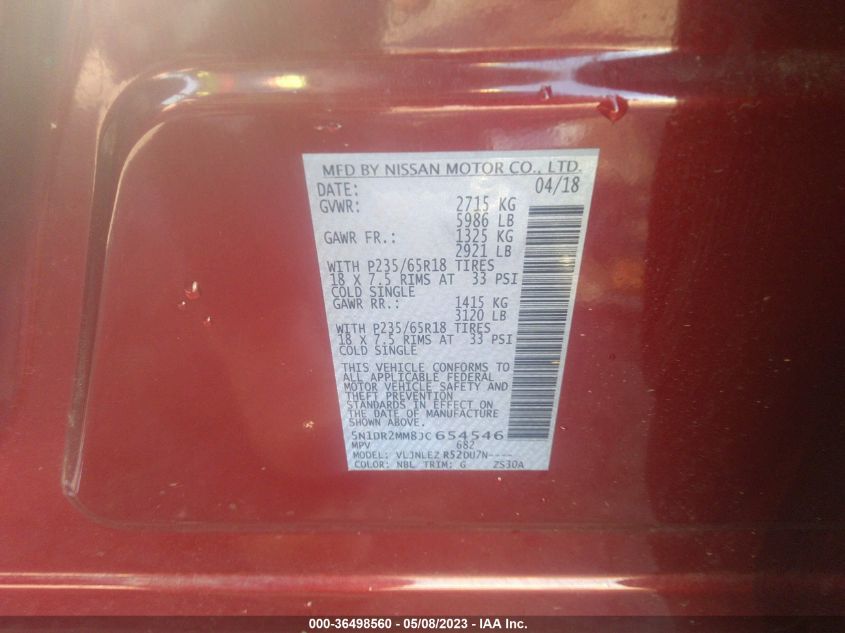 MFD BY NISSAN MOTOR CO., LTD.
DATE: 04/18
GVWR: 2715 KG
5986 LB
GAWR FR.: 1325 KG
2921 LB
WITH P235/65R18 TIRES
18 X 7.5 RIMS AT 33 PSI
COLD SINGLE
GAWR RR.: 1415 KG
3120 LB
WITH P235/65R18 TIRES
18 X 7.5 RIMS AT 33 PSI
COLD SINGLE
THIS VEHICLE CONFORMS TO
ALL APPLICABLE FEDERAL
MOTOR VEHICLE SAFETY AND
THEFT PREVENTION
STANDARDS IN EFFECT ON
THE DATE OF MANUFACTURE
SHOWN ABOVE.
5N1DR2MM8JC654546
MPV 682
MODEL: VLJNLEZ R52DU7N----
COLOR: NBL TRIM: G ZS30A
000-36498560 - 05/08/2023 - IAA Inc.